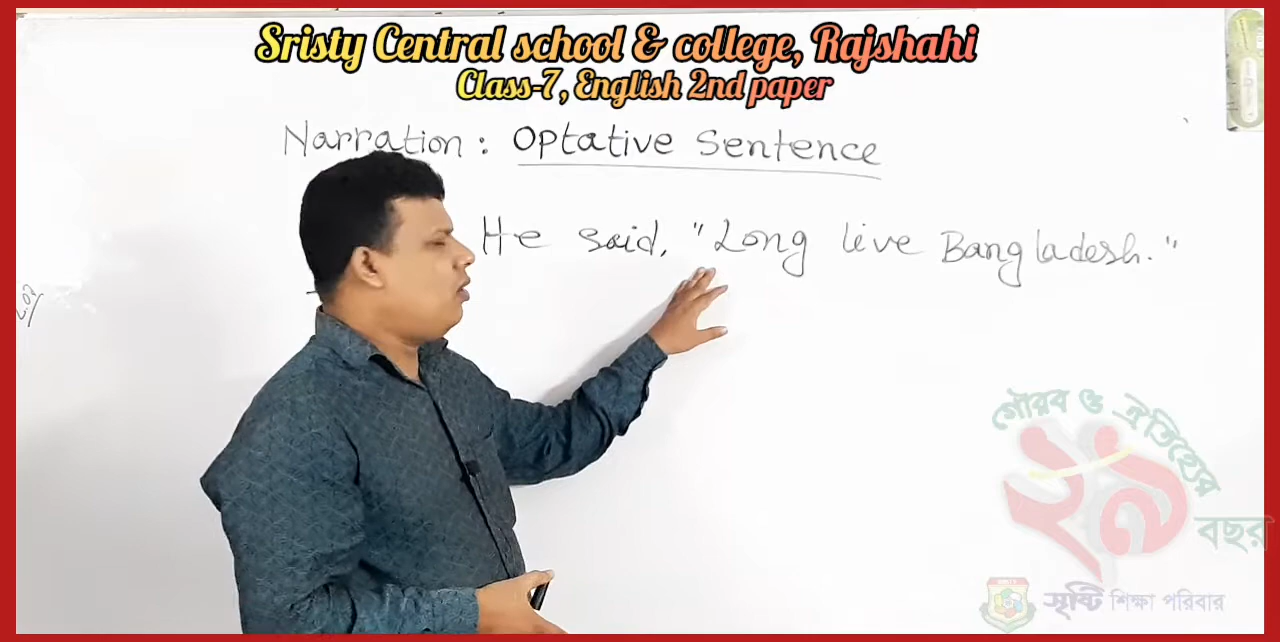 Sristy Central school & college, Rajshahi
Class-7, English 2nd paper
Narration: Optative Sentence
He said, "Long live Bangladesh."
গৌরব ও ঐতিহ্যের
২৯
বছর
সৃষ্টি শিক্ষা পরিবার